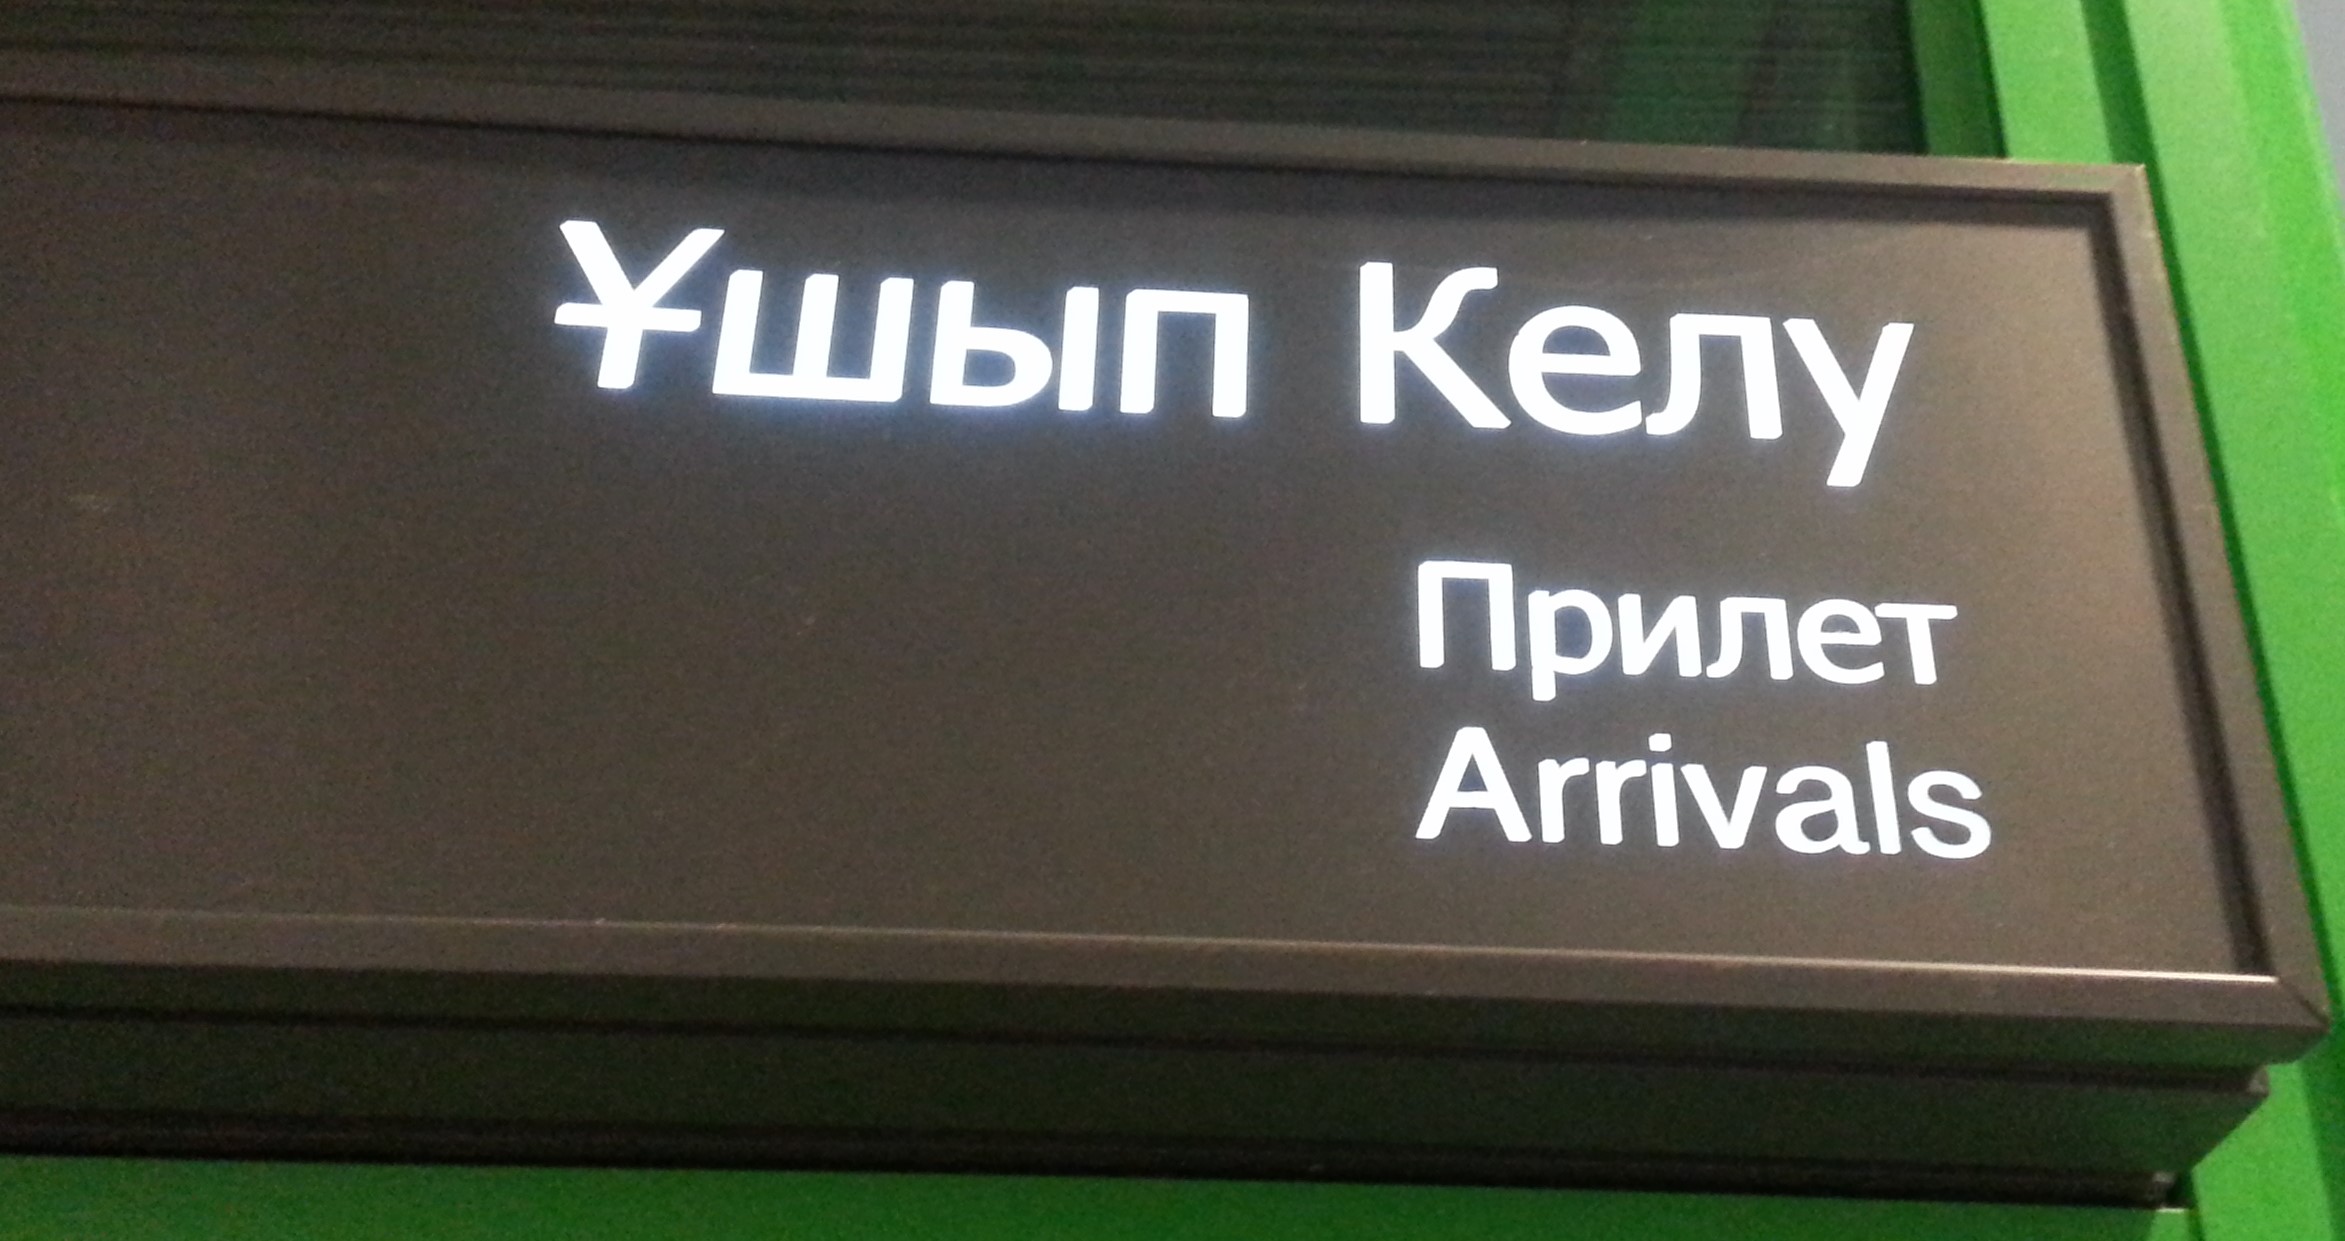 Ұшып Келу
Прилет
Arrivals